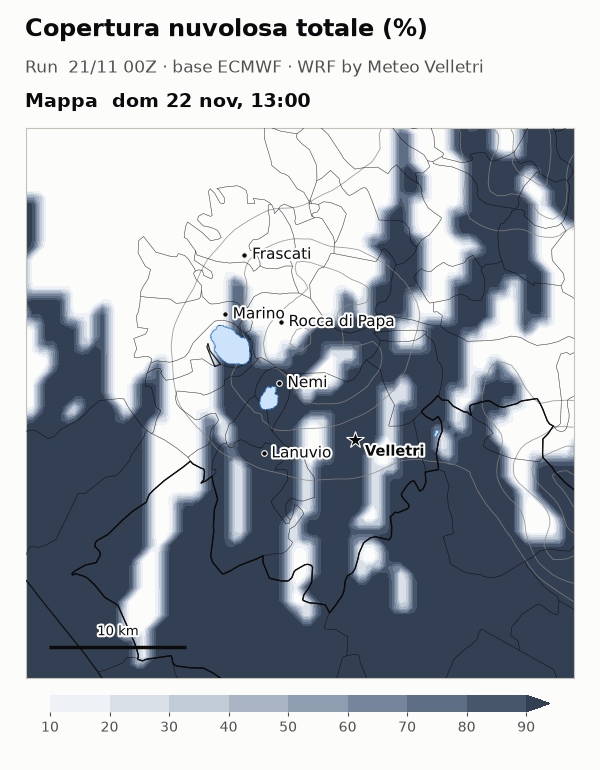 Copertura nuvolosa totale (%)
Run  21/11 00Z · base ECMWF · WRF by Meteo Velletri
Mappa  dom 22 nov, 13:00
Frascati
Marino
Rocca di Papa
Nemi
Velletri
Lanuvio
10 km
10 20 30 40 50 60 70 80 90